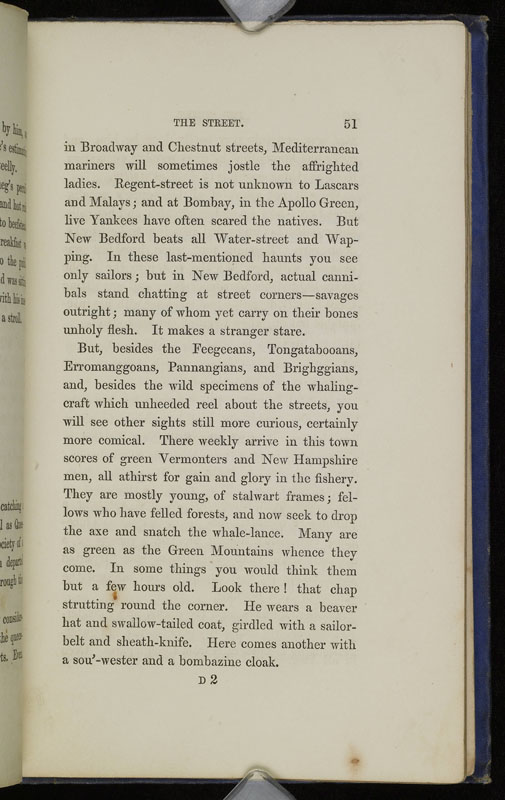 THE STREET. 51
in Broadway and Chestnut streets, Mediterranean
mariners will sometimes jostle the affrighted
ladies. Regent-street is not unknown to Lascars
and Malays; and at Bombay, in the Apollo Green,
live Yankees have often scared the natives. But
New Bedford beats all Water-street and Wap-
ping. In these last-mentioned haunts you see
only sailors; but in New Bedford, actual canni-
bals stand chatting at street corners—savages
outright; many of whom yet carry on their bones
unholy flesh. It makes a stranger stare.
But, besides the Feegeeans, Tongatabooans,
Erromanggoans, Pannangians, and Brighggians,
and, besides the wild specimens of the whaling-
craft which unheeded reel about the streets, you
will see other sights still more curious, certainly
more comical. There weekly arrive in this town
scores of green Vermonters and New Hampshire
men, all athirst for gain and glory in the fishery.
They are mostly young, of stalwart frames; fel-
lows who have felled forests, and now seek to drop
the axe and snatch the whale-lance. Many are
as green as the Green Mountains whence they
come. In some things you would think them
but a few hours old. Look there! that chap
strutting round the corner. He wears a beaver
hat and swallow-tailed coat, girdled with a sailor-
belt and sheath-knife. Here comes another with
a sou'-wester and a bombazine cloak.
D 2